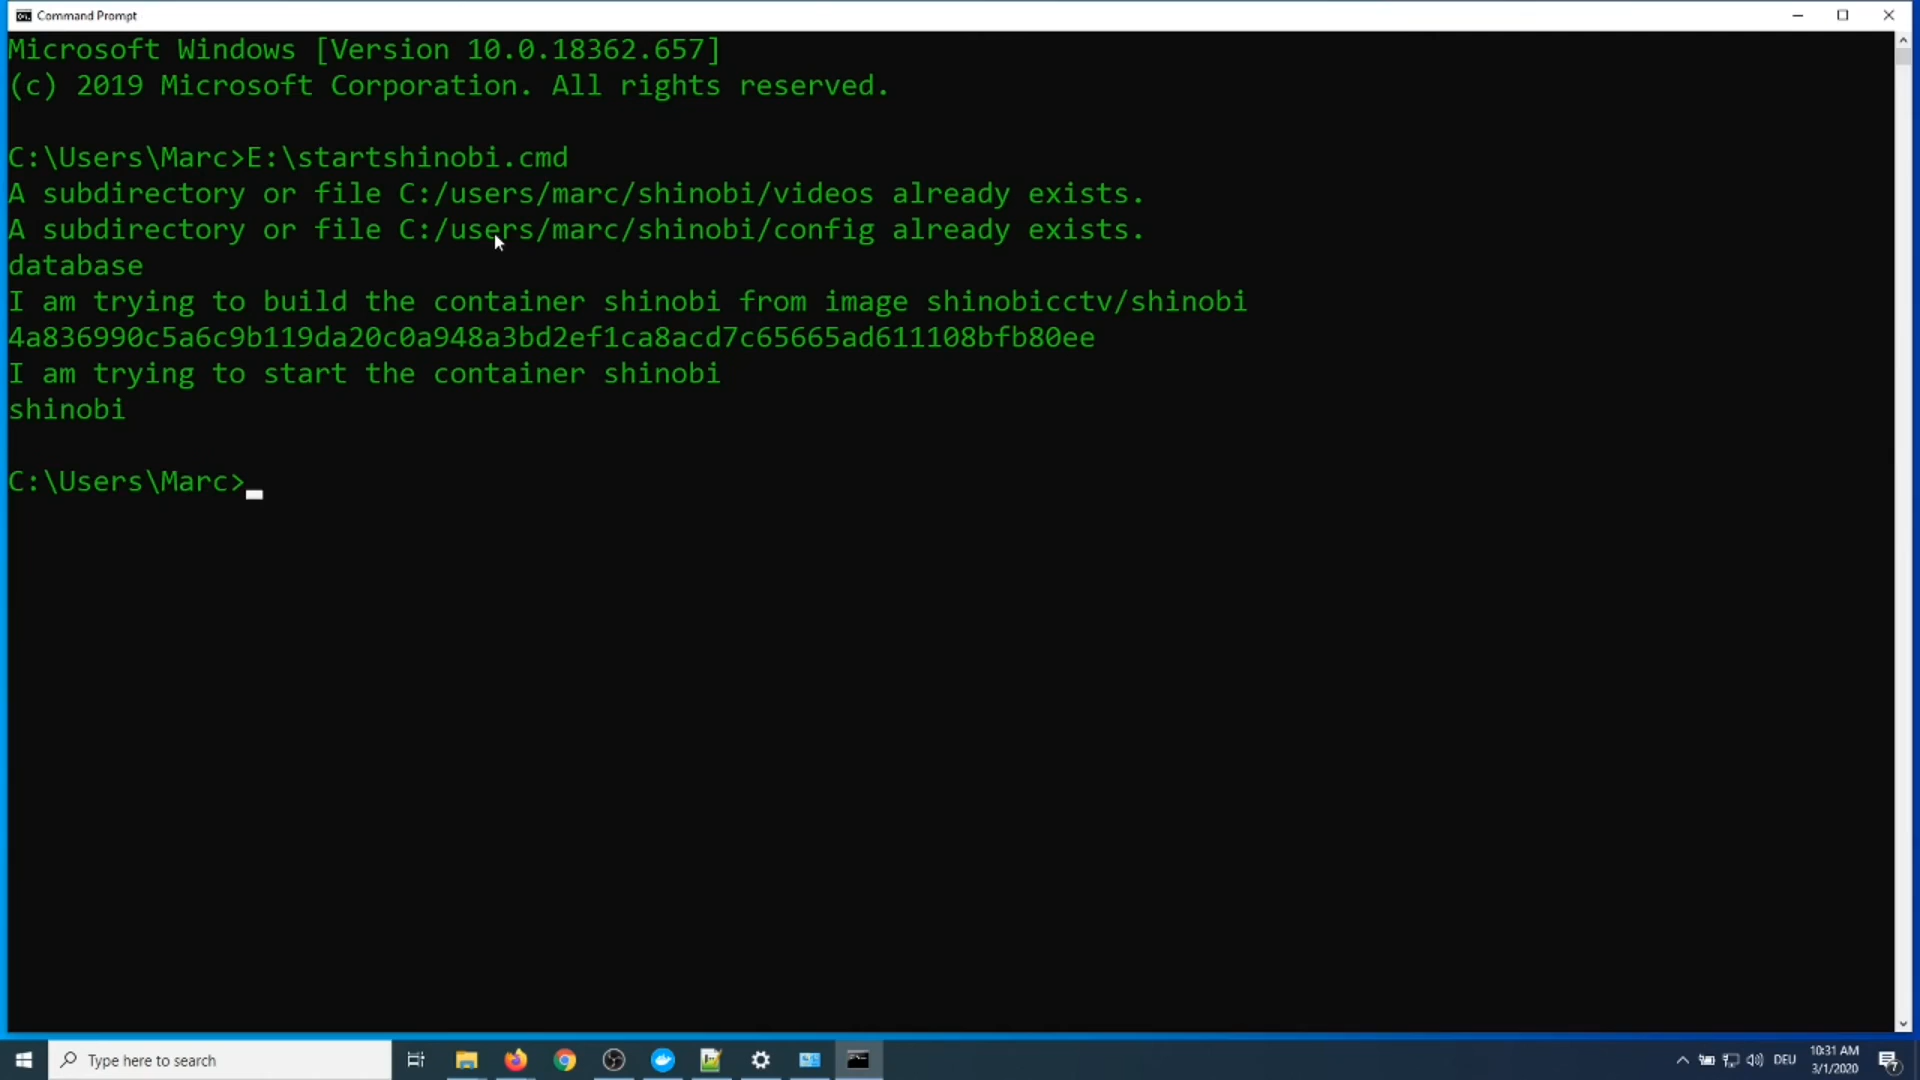 Command Prompt
Microsoft Windows [Version 10.0.18362.657]
(c) 2019 Microsoft Corporation. All rights reserved.
C:\Users\Marc>E:\startshinobi.cmd
A subdirectory or file C:/users/marc/shinobi/videos already exists.
A subdirectory or file C:/users/marc/shinobi/config already exists.
database
I am trying to build the container shinobi from image shinobicctv/shinobi
4a836990c5a6c9b119da20c0a948a3bd2ef1ca8acd7c65665ad611108bfb80ee
I am trying to start the container shinobi
shinobi
C:\Users\Marc>
Type here to search
DEU
10:31 AM
3/1/2020
7